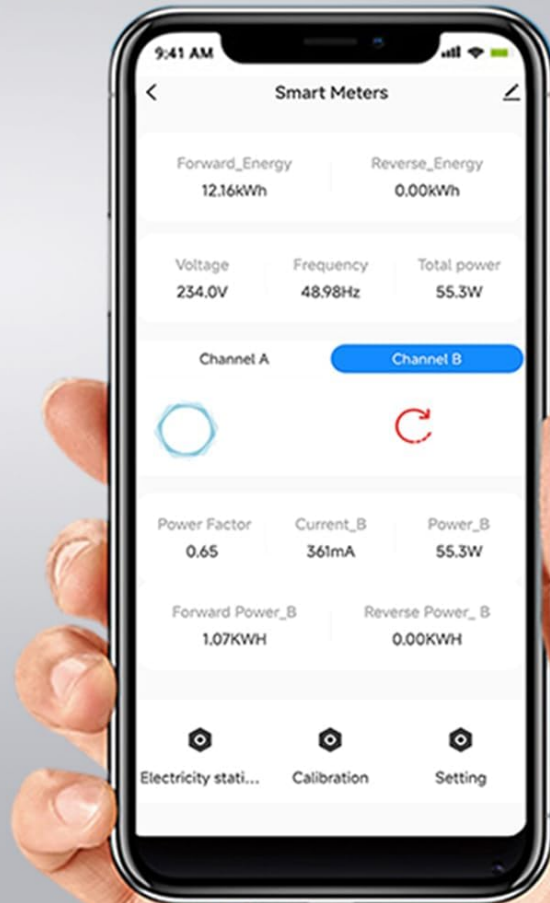 9:41 AM
Smart Meters
Forward_Energy
Reverse_Energy
12.16kWh
0.00kWh
Voltage
Frequency
Total power
234.0V
48.98Hz
55.3W
Channel A
Channel B
Power Factor
Current_B
Power_B
0.65
361mA
55.3W
Forward Power_B
Reverse Power_ B
1.07KWH
0.00KWH
Electricity stati...
Calibration
Setting